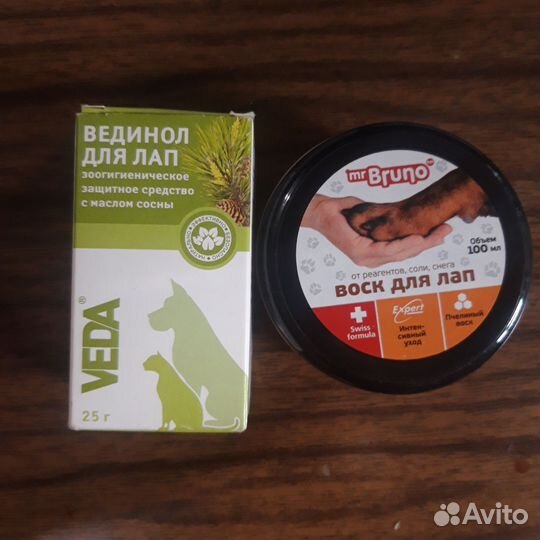 ВЕДИНОЛ
ДЛЯ ЛАП
зоогигиеническое
защитное средство
с маслом сосны
VEDA®
25 г
mr Bruno
Объем
100 мл
от реагентов, соли, снега
ВОСК ДЛЯ ЛАП
Swiss
formula
Expert
Интен-
сивный
уход
Пчелиный
воск
Avito